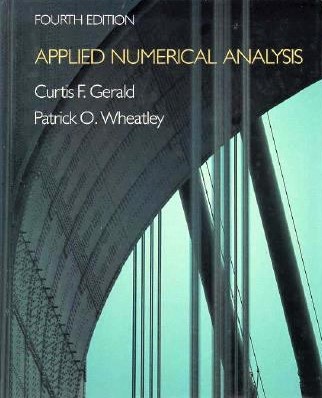 FOURTH EDITION
APPLIED NUMERICAL ANALYSIS
Curtis F. Gerald
Patrick O. Wheatley